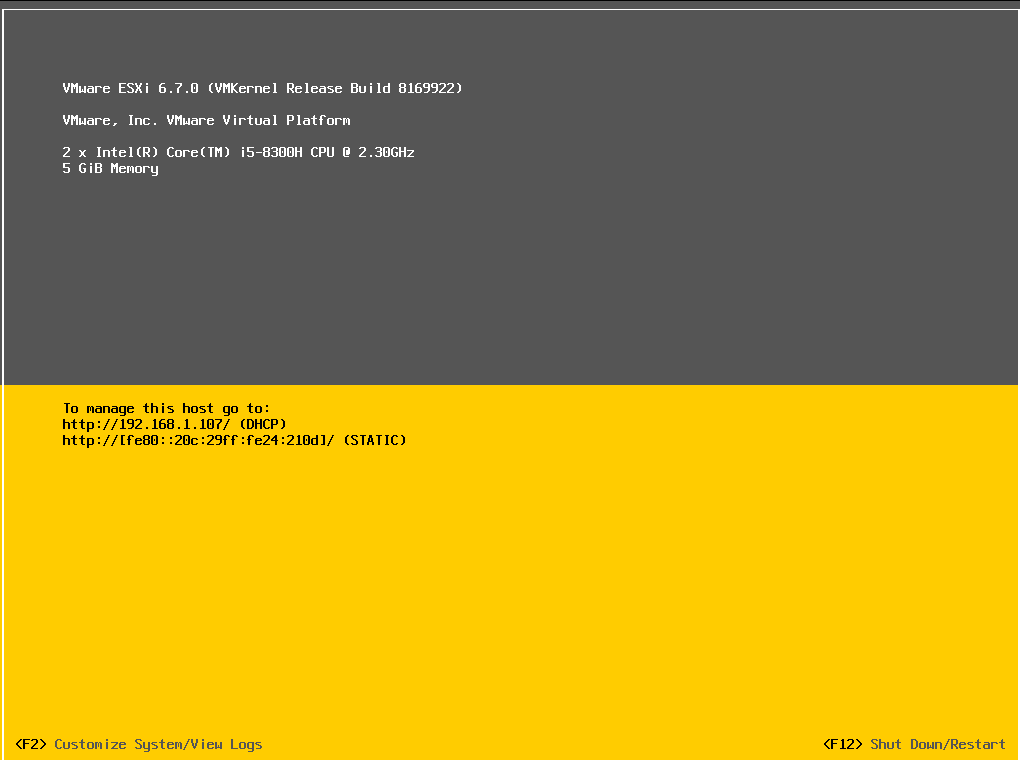 VMware ESXi 6.7.0 (VMKernel Release Build 8169922)
VMware, Inc. VMware Virtual Platform
2 x Intel(R) Core(TM) i5-8300H CPU @ 2.30GHz
5 GiB Memory
To manage this host go to:
http://192.168.1.107/ (DHCP)
http://[fe80::20c:29ff:fe24:210d]/ (STATIC)
<F2> Customize System/View Logs
<F12> Shut Down/Restart